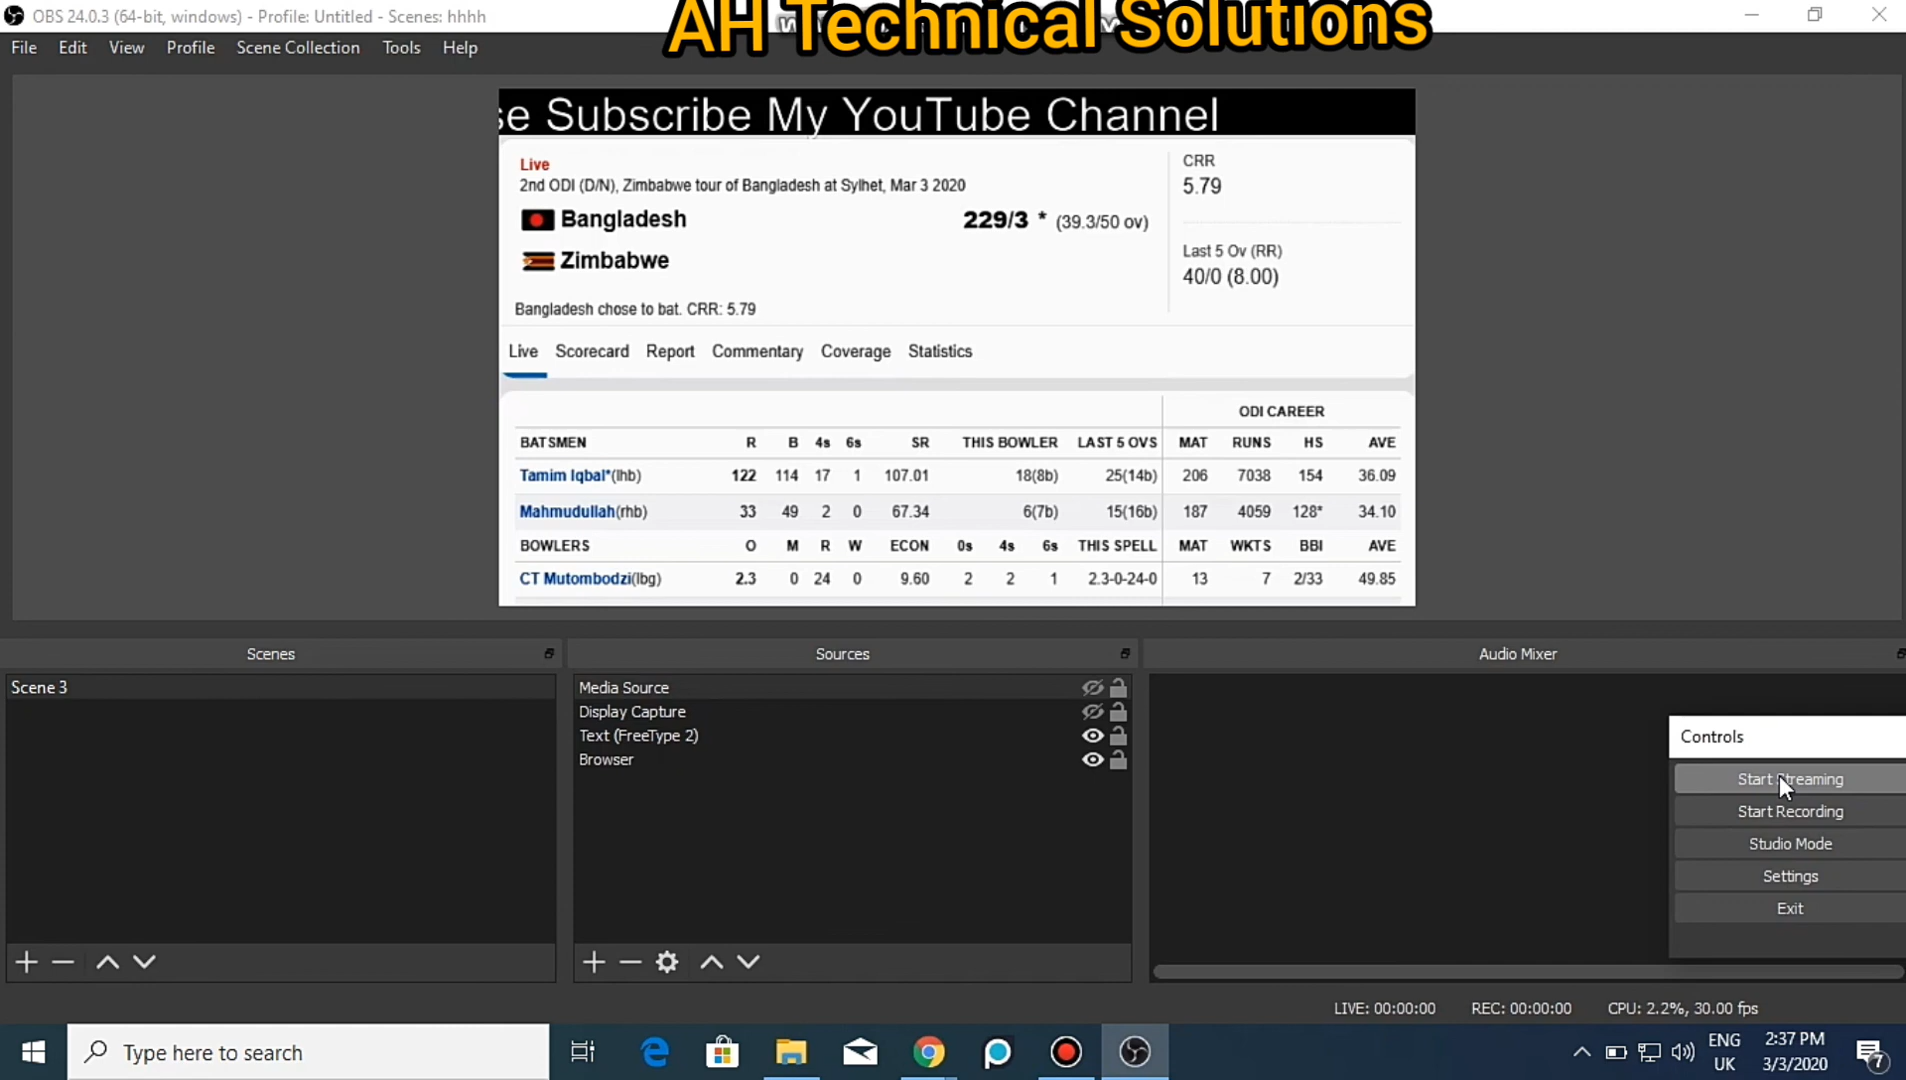 OBS 24.0.3 (64-bit, windows) - Profile: Untitled - Scenes: hhhh
AH Technical Solutions
File Edit View Profile Scene Collection Tools Help
se Subscribe My YouTube Channel
Live
2nd ODI (D/N), Zimbabwe tour of Bangladesh at Sylhet, Mar 3 2020
Bangladesh 229/3 * (39.3/50 ov)
Zimbabwe
Bangladesh chose to bat. CRR: 5.79
CRR
5.79
Last 5 Ov (RR)
40/0 (8.00)
Live Scorecard Report Commentary Coverage Statistics
ODI CAREER
BATSMEN R B 4s 6s SR THIS BOWLER LAST 5 OVS MAT RUNS HS AVE
Tamim Iqbal*(lhb) 122 114 17 1 107.01 18(8b) 25(14b) 206 7038 154 36.09
Mahmudullah(rhb) 33 49 2 0 67.34 6(7b) 15(16b) 187 4059 128* 34.10
BOWLERS O M R W ECON 0s 4s 6s THIS SPELL MAT WKTS BBI AVE
CT Mutombodzi(lbg) 2.3 0 24 0 9.60 2 2 1 2.3-0-24-0 13 7 2/33 49.85
Scenes
Scene 3
Sources
Media Source
Display Capture
Text (FreeType 2)
Browser
Audio Mixer
Controls
Start Streaming
Start Recording
Studio Mode
Settings
Exit
LIVE: 00:00:00 REC: 00:00:00 CPU: 2.2%, 30.00 fps
Type here to search
ENG
UK
2:37 PM
3/3/2020
7